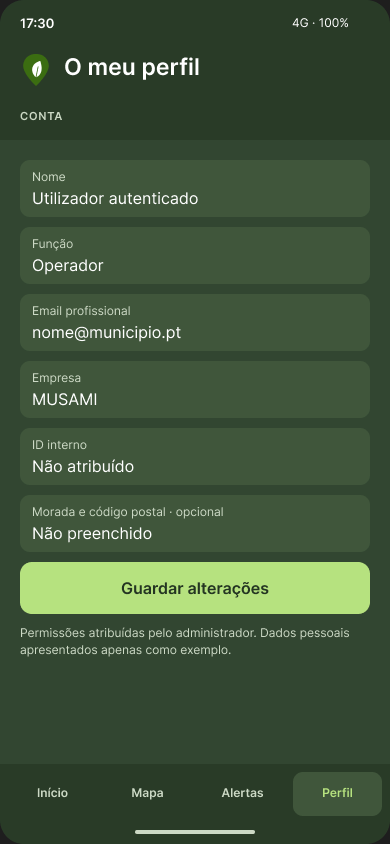 17:30
4G · 100%
O meu perfil
CONTA
Nome
Utilizador autenticado
Função
Operador
Email profissional
nome@municipio.pt
Empresa
MUSAMI
ID interno
Não atribuído
Morada e código postal · opcional
Não preenchido
Guardar alterações
Permissões atribuídas pelo administrador. Dados pessoais
apresentados apenas como exemplo.
Início
Mapa
Alertas
Perfil